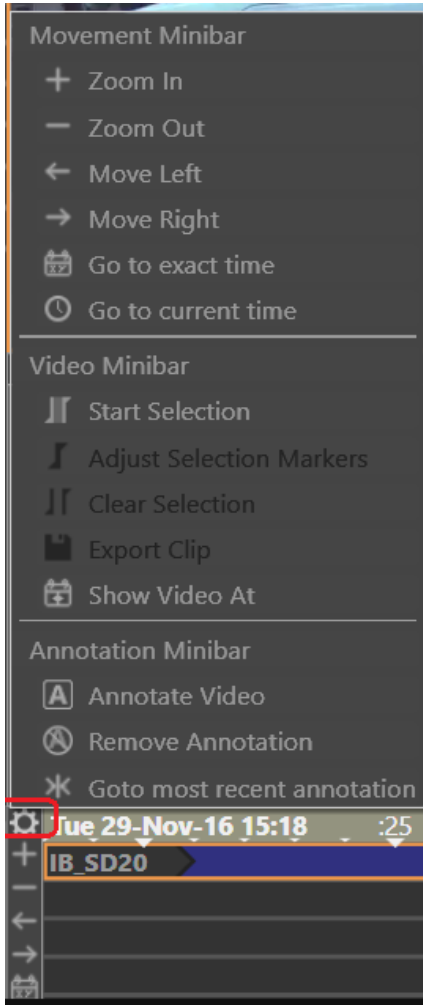 Movement Minibar
Zoom In
Zoom Out
Move Left
Move Right
Go to exact time
Go to current time
Video Minibar
Start Selection
Adjust Selection Markers
Clear Selection
Export Clip
Show Video At
Annotation Minibar
A Annotate Video
Remove Annotation
Goto most recent annotation
Tue 29-Nov-16 15:18 :25
IB_SD20